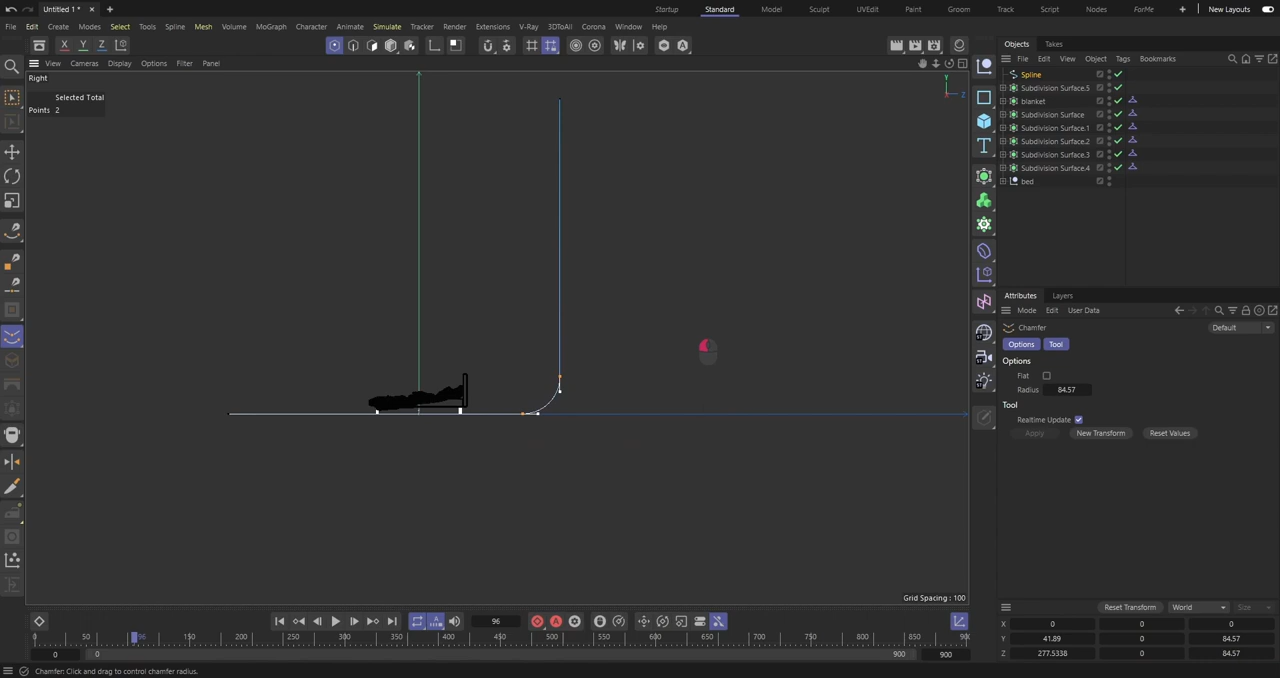 Untitled 1 *
Startup Standard Model Sculpt UVEdit Paint Groom Track Script Nodes ForMe New Layouts
File Edit Create Modes Select Tools Spline Mesh Volume MoGraph Character Animate Simulate Tracker Render Extensions V-Ray 3DToAll Corona Window Help
X Y Z
View Cameras Display Options Filter Panel
Right
Selected Total
Points 2
Y
Z
Grid Spacing : 100
Objects Takes
File Edit View Object Tags Bookmarks
Spline
Subdivision Surface.5
blanket
Subdivision Surface
Subdivision Surface.1
Subdivision Surface.2
Subdivision Surface.3
Subdivision Surface.4
bed
Attributes Layers
Mode Edit User Data
Chamfer Default
Options Tool
Options
Flat
Radius 84.57
Tool
Realtime Update
Apply New Transform Reset Values
Reset Transform World Size
X 0 0 0
Y 41.89 0 84.57
Z 277.5338 0 84.57
96
0 50 96 150 200 250 300 350 400 450 500 550 600 650 700 750 800 850 90
0 0 900 900
Chamfer: Click and drag to control chamfer radius.